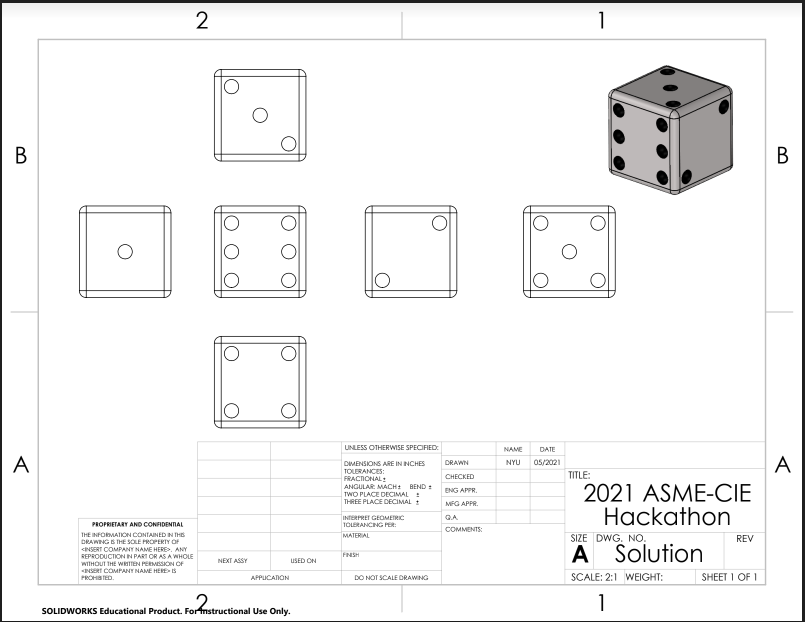 2
1
B
B
A
A
UNLESS OTHERWISE SPECIFIED:
NAME
DATE
DIMENSIONS ARE IN INCHES
TOLERANCES:
FRACTIONAL ±
ANGULAR: MACH ± BEND ±
TWO PLACE DECIMAL ±
THREE PLACE DECIMAL ±
INTERPRET GEOMETRIC
TOLERANCING PER:
MATERIAL
FINISH
DO NOT SCALE DRAWING
DRAWN
NYU
05/2021
CHECKED
ENG APPR.
MFG APPR.
Q.A.
COMMENTS:
TITLE:
2021 ASME-CIE
Hackathon
SIZE
DWG. NO.
REV
A
Solution
SCALE: 2:1
WEIGHT:
SHEET 1 OF 1
PROPRIETARY AND CONFIDENTIAL
THE INFORMATION CONTAINED IN THIS
DRAWING IS THE SOLE PROPERTY OF
<INSERT COMPANY NAME HERE>. ANY
REPRODUCTION IN PART OR AS A WHOLE
WITHOUT THE WRITTEN PERMISSION OF
<INSERT COMPANY NAME HERE> IS
PROHIBITED.
NEXT ASSY
USED ON
APPLICATION
2
1
SOLIDWORKS Educational Product. For Instructional Use Only.